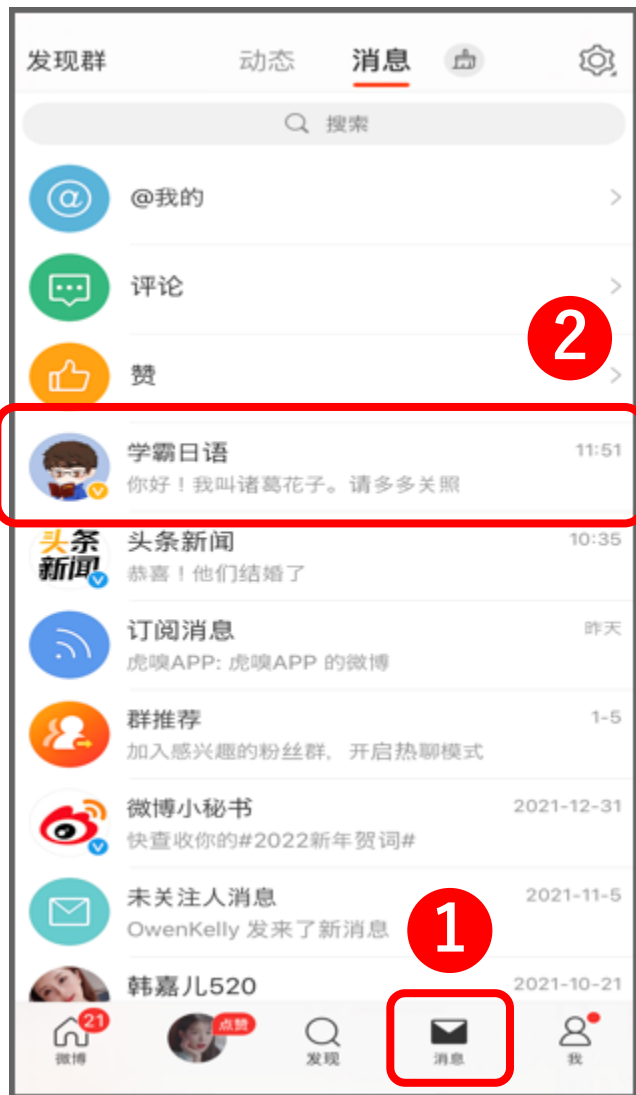 发现群
动态
消息
搜索
@我的
评论
2
赞
学霸日语
11:51
你好！我叫诸葛花子。请多多关照
头条
新闻
头条新闻
10:35
恭喜！他们结婚了
订阅消息
昨天
虎嗅APP: 虎嗅APP 的微博
群推荐
1-5
加入感兴趣的粉丝群，开启热聊模式
微博小秘书
2021-12-31
快查收你的#2022新年贺词#
未关注人消息
2021-11-5
OwenKelly 发来了新消息
1
韩嘉儿520
2021-10-21
21
点赞
微博
发现
消息
我